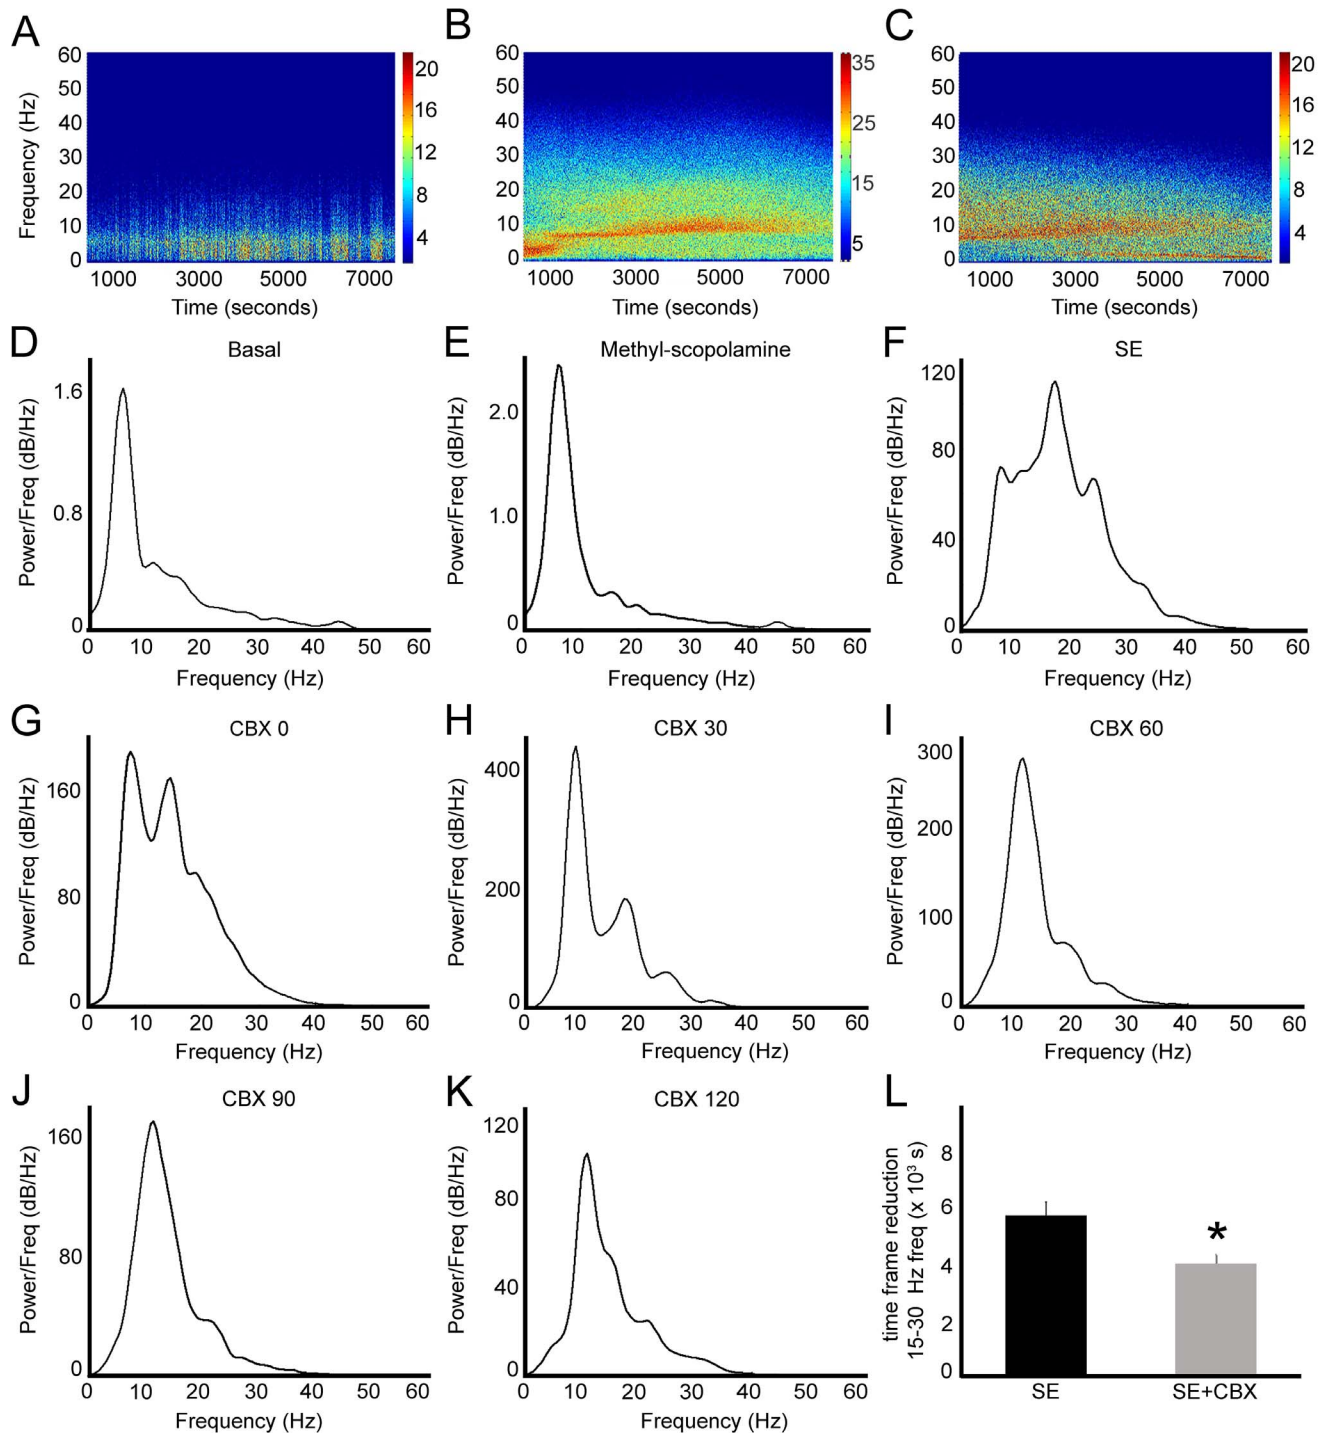 A
B
C
60
50
40
30
20
10
0
Frequency (Hz)
1000 3000 5000 7000
Time (seconds)
20
16
12
8
4
60
50
40
30
20
10
0
1000 3000 5000 7000
Time (seconds)
35
25
15
5
60
50
40
30
20
10
0
1000 3000 5000 7000
Time (seconds)
20
16
12
8
4
D
Basal
1.6
0.8
0
Power/Freq (dB/Hz)
0 10 20 30 40 50 60
Frequency (Hz)
E
Methyl-scopolamine
2.0
1.0
0
Power/Freq (dB/Hz)
0 10 20 30 40 50 60
Frequency (Hz)
F
SE
120
80
40
0
Power/Freq (dB/Hz)
0 10 20 30 40 50 60
Frequency (Hz)
G
CBX 0
160
80
0
Power/Freq (dB/Hz)
0 10 20 30 40 50 60
Frequency (Hz)
H
CBX 30
400
200
0
Power/Freq (dB/Hz)
0 10 20 30 40 50 60
Frequency (Hz)
I
CBX 60
300
200
100
0
Power/Freq (dB/Hz)
0 10 20 30 40 50 60
Frequency (Hz)
J
CBX 90
160
80
0
Power/Freq (dB/Hz)
0 10 20 30 40 50 60
Frequency (Hz)
K
CBX 120
120
80
40
0
Power/Freq (dB/Hz)
0 10 20 30 40 50 60
Frequency (Hz)
L
8
6
4
2
0
time frame reduction
15-30 Hz freq (x 10³ s)
*
SE SE+CBX